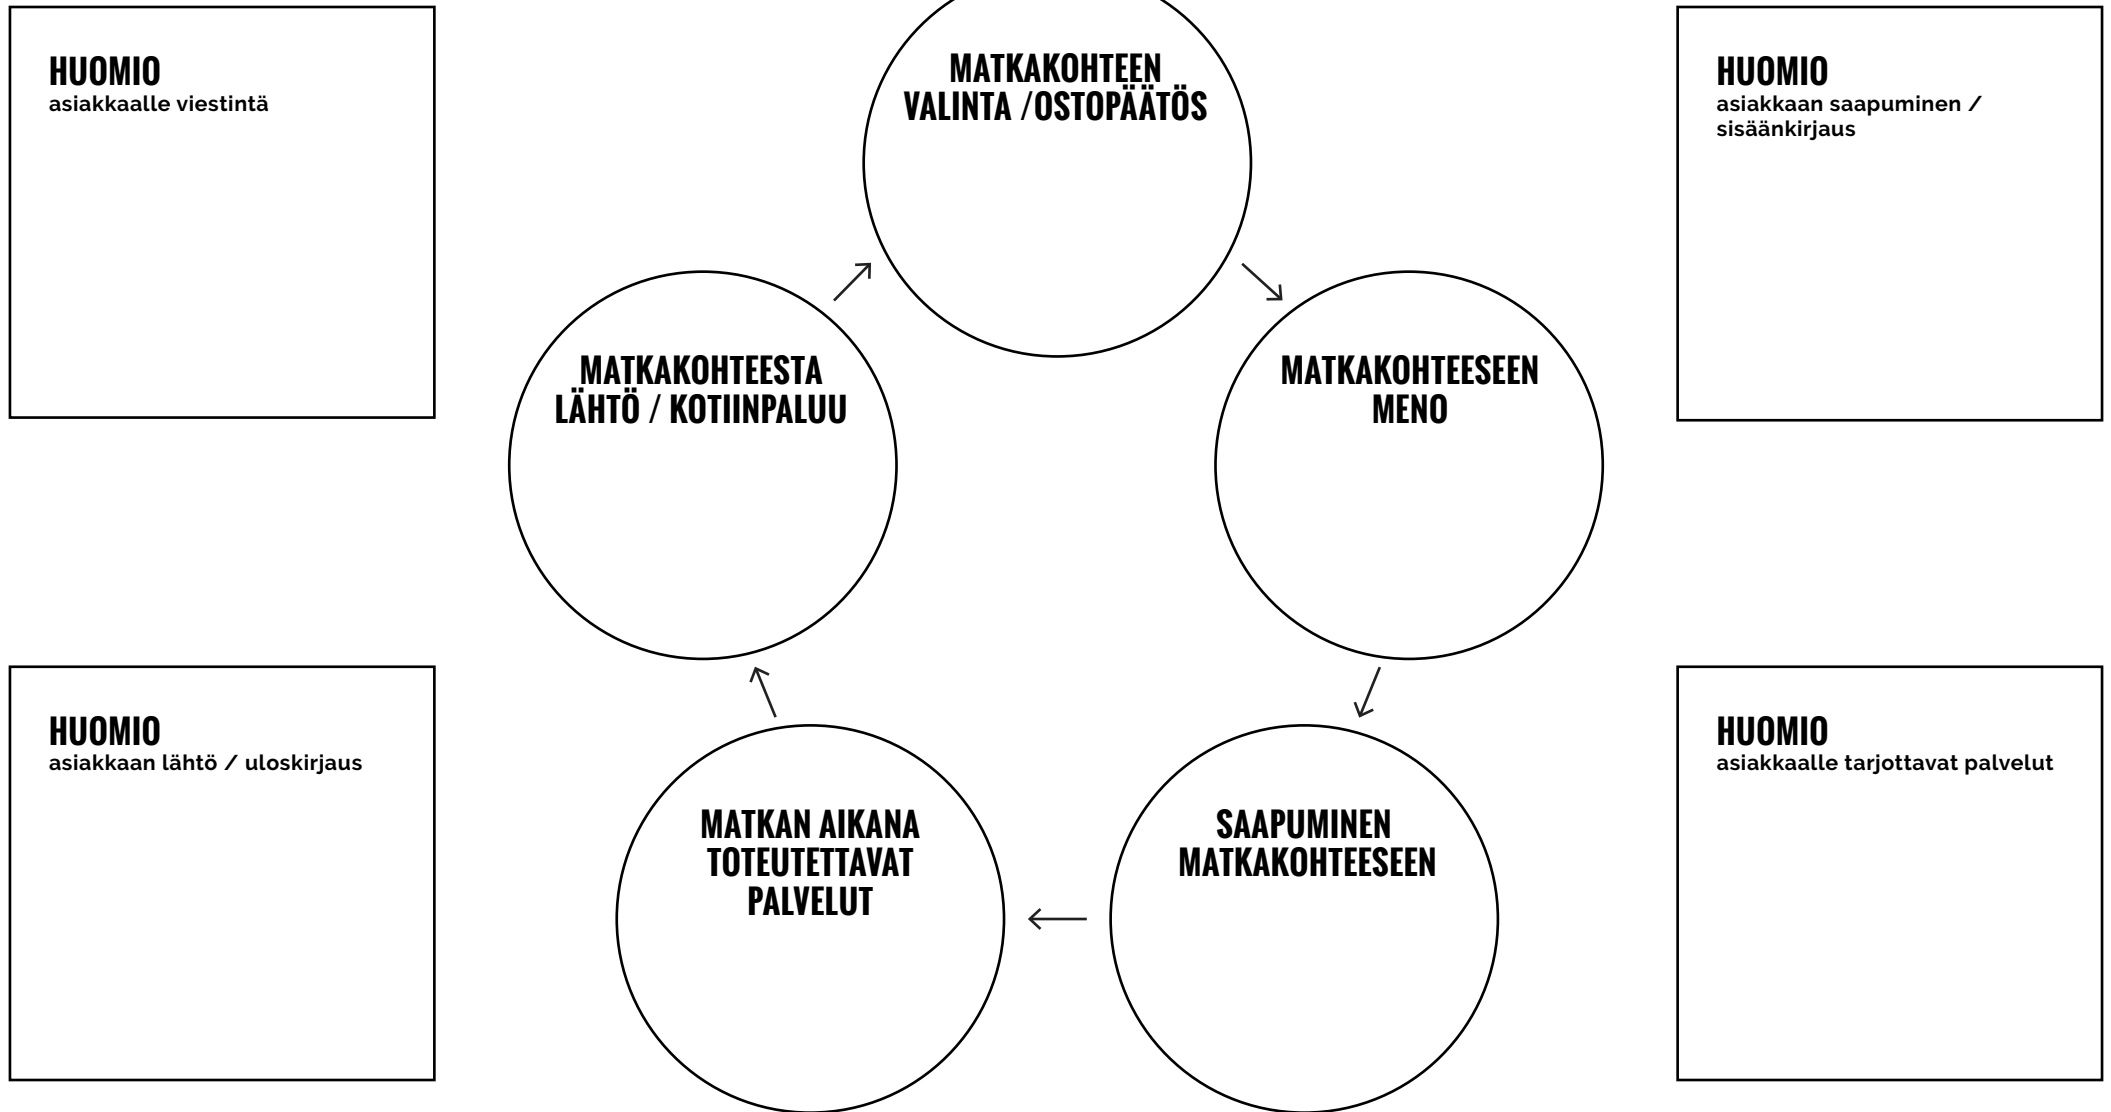 HUOMIO
asiakkaalle viestintä
MATKAKOHTEEN
VALINTA /OSTOPÄÄTÖS
HUOMIO
asiakkaan saapuminen /
sisäänkirjaus
MATKAKOHTEESTA
LÄHTÖ / KOTIINPALUU
MATKAKOHTEESEEN
MENO
HUOMIO
asiakkaan lähtö / uloskirjaus
MATKAN AIKANA
TOTEUTETTAVAT
PALVELUT
SAAPUMINEN
MATKAKOHTEESEEN
HUOMIO
asiakkaalle tarjottavat palvelut